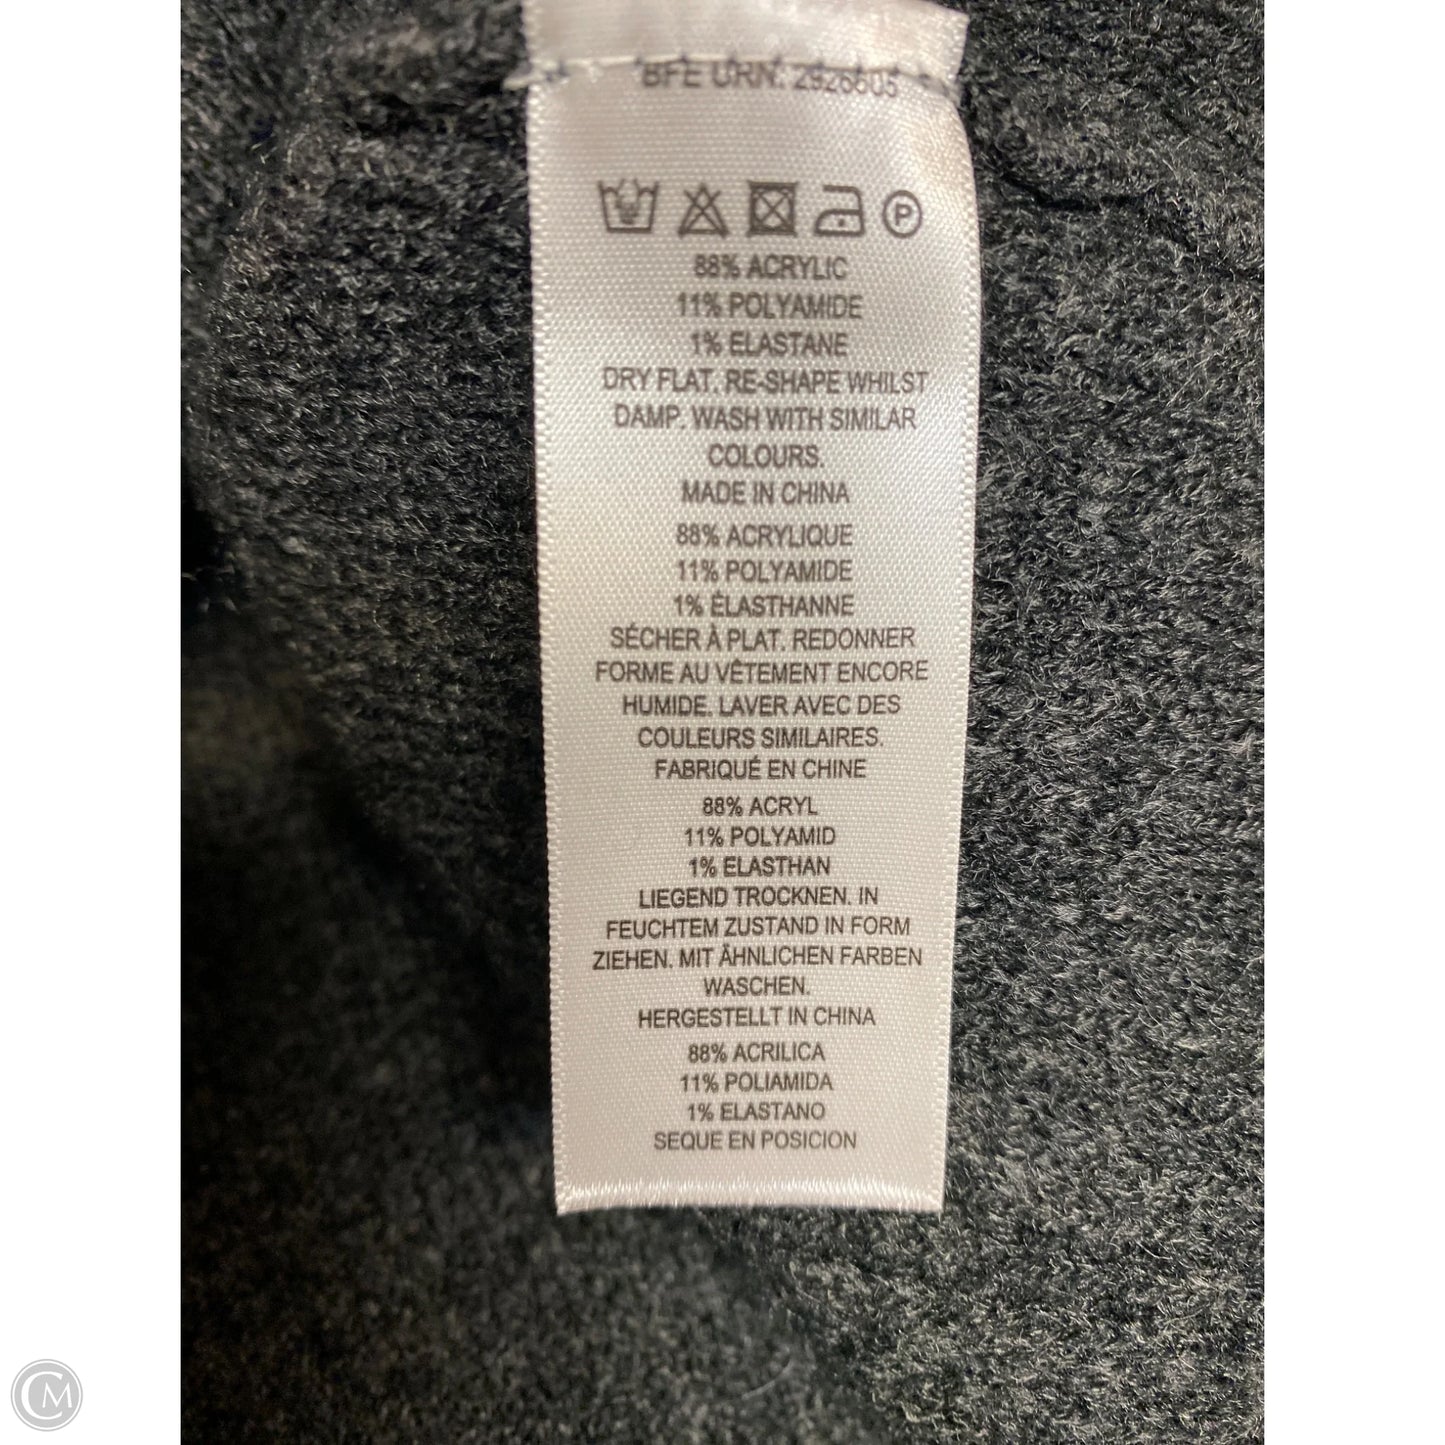 BFE URN: 2926605
P
88% ACRYLIC
11% POLYAMIDE
1% ELASTANE
DRY FLAT. RE-SHAPE WHILST
DAMP. WASH WITH SIMILAR
COLOURS.
MADE IN CHINA
88% ACRYLIQUE
11% POLYAMIDE
1% ÉLASTHANNE
SÉCHER À PLAT. REDONNER
FORME AU VÊTEMENT ENCORE
HUMIDE. LAVER AVEC DES
COULEURS SIMILAIRES.
FABRIQUÉ EN CHINE
88% ACRYL
11% POLYAMID
1% ELASTHAN
LIEGEND TROCKNEN. IN
FEUCHTEM ZUSTAND IN FORM
ZIEHEN. MIT ÄHNLICHEN FARBEN
WASCHEN.
HERGESTELLT IN CHINA
88% ACRILICA
11% POLIAMIDA
1% ELASTANO
SEQUE EN POSICION
CM